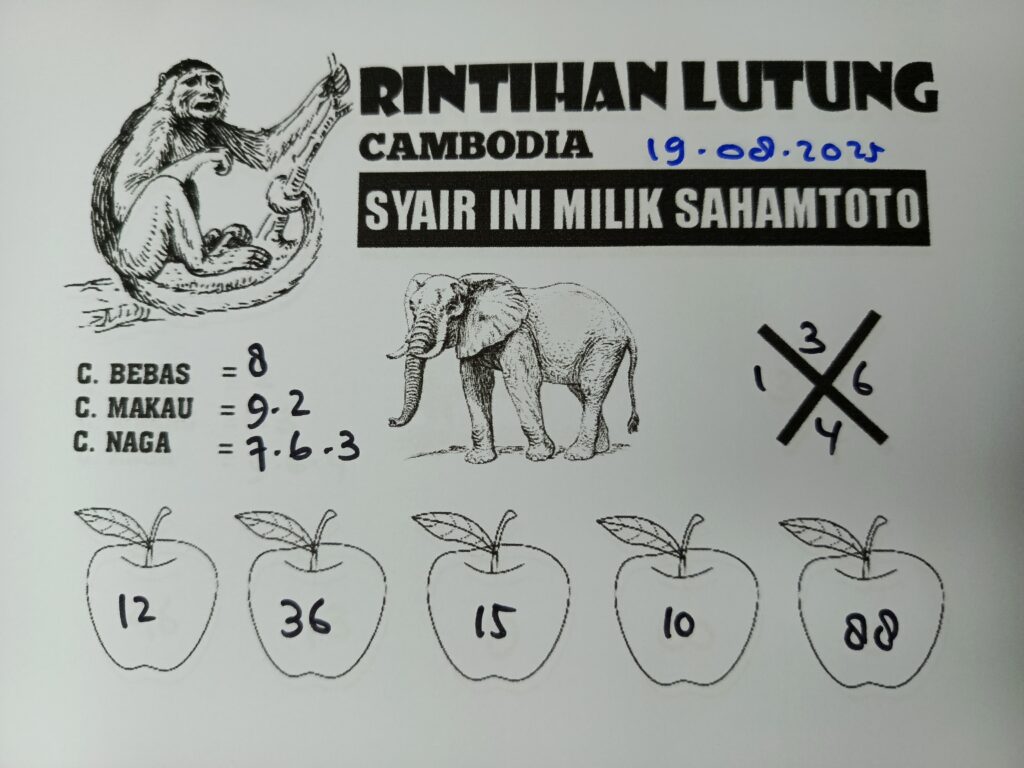 RINTIHAN LUTUNG
CAMBODIA 19.08.2025
SYAIR INI MILIK SAHAMTOTO
C. BEBAS = 8
C. MAKAU = 9.2
C. NAGA = 7.6.3
3
1 6
4
12 36 15 10 88